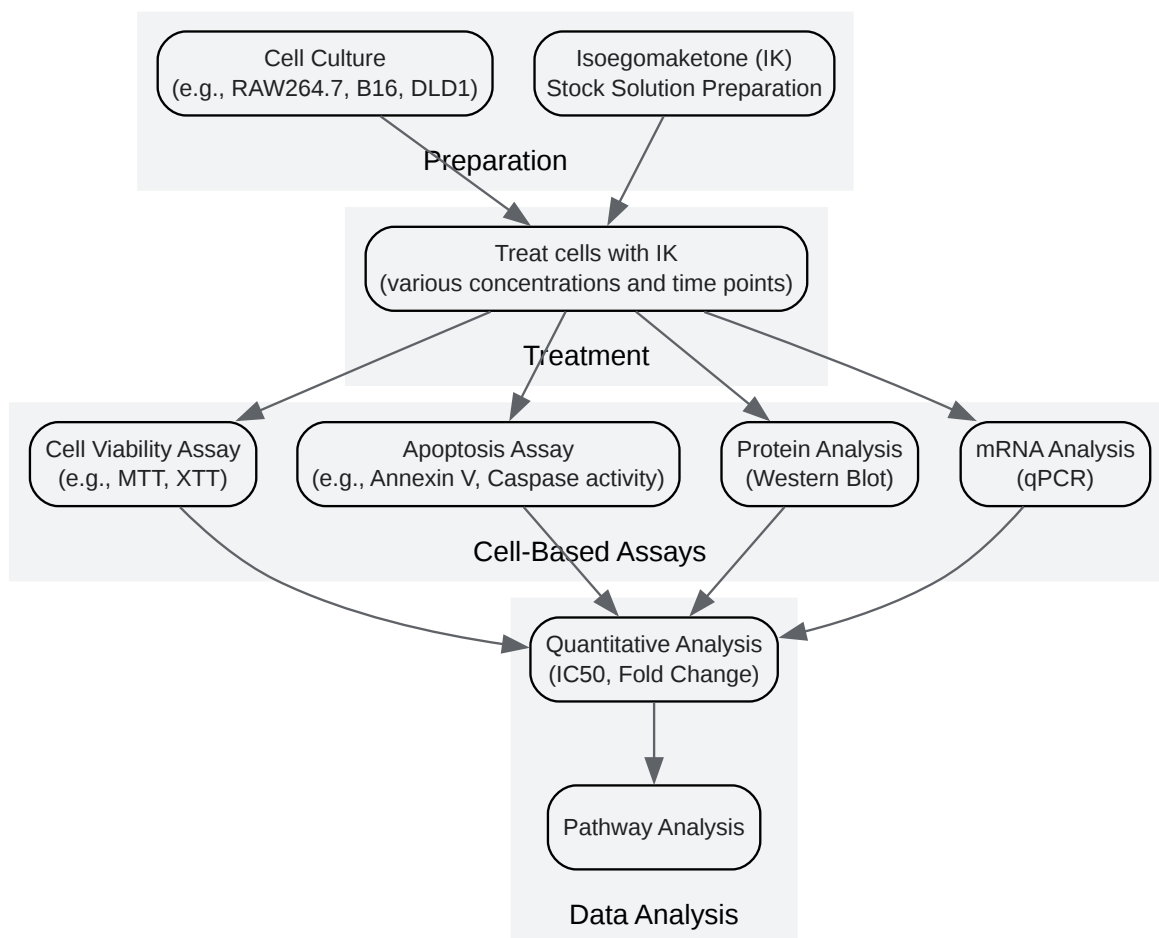 Cell Culture
(e.g., RAW264.7, B16, DLD1)
Isoegomaketone (IK)
Stock Solution Preparation
Preparation
Treat cells with IK
(various concentrations and time points)
Treatment
Cell Viability Assay
(e.g., MTT, XTT)
Apoptosis Assay
(e.g., Annexin V, Caspase activity)
Protein Analysis
(Western Blot)
mRNA Analysis
(qPCR)
Cell-Based Assays
Quantitative Analysis
(IC50, Fold Change)
Pathway Analysis
Data Analysis